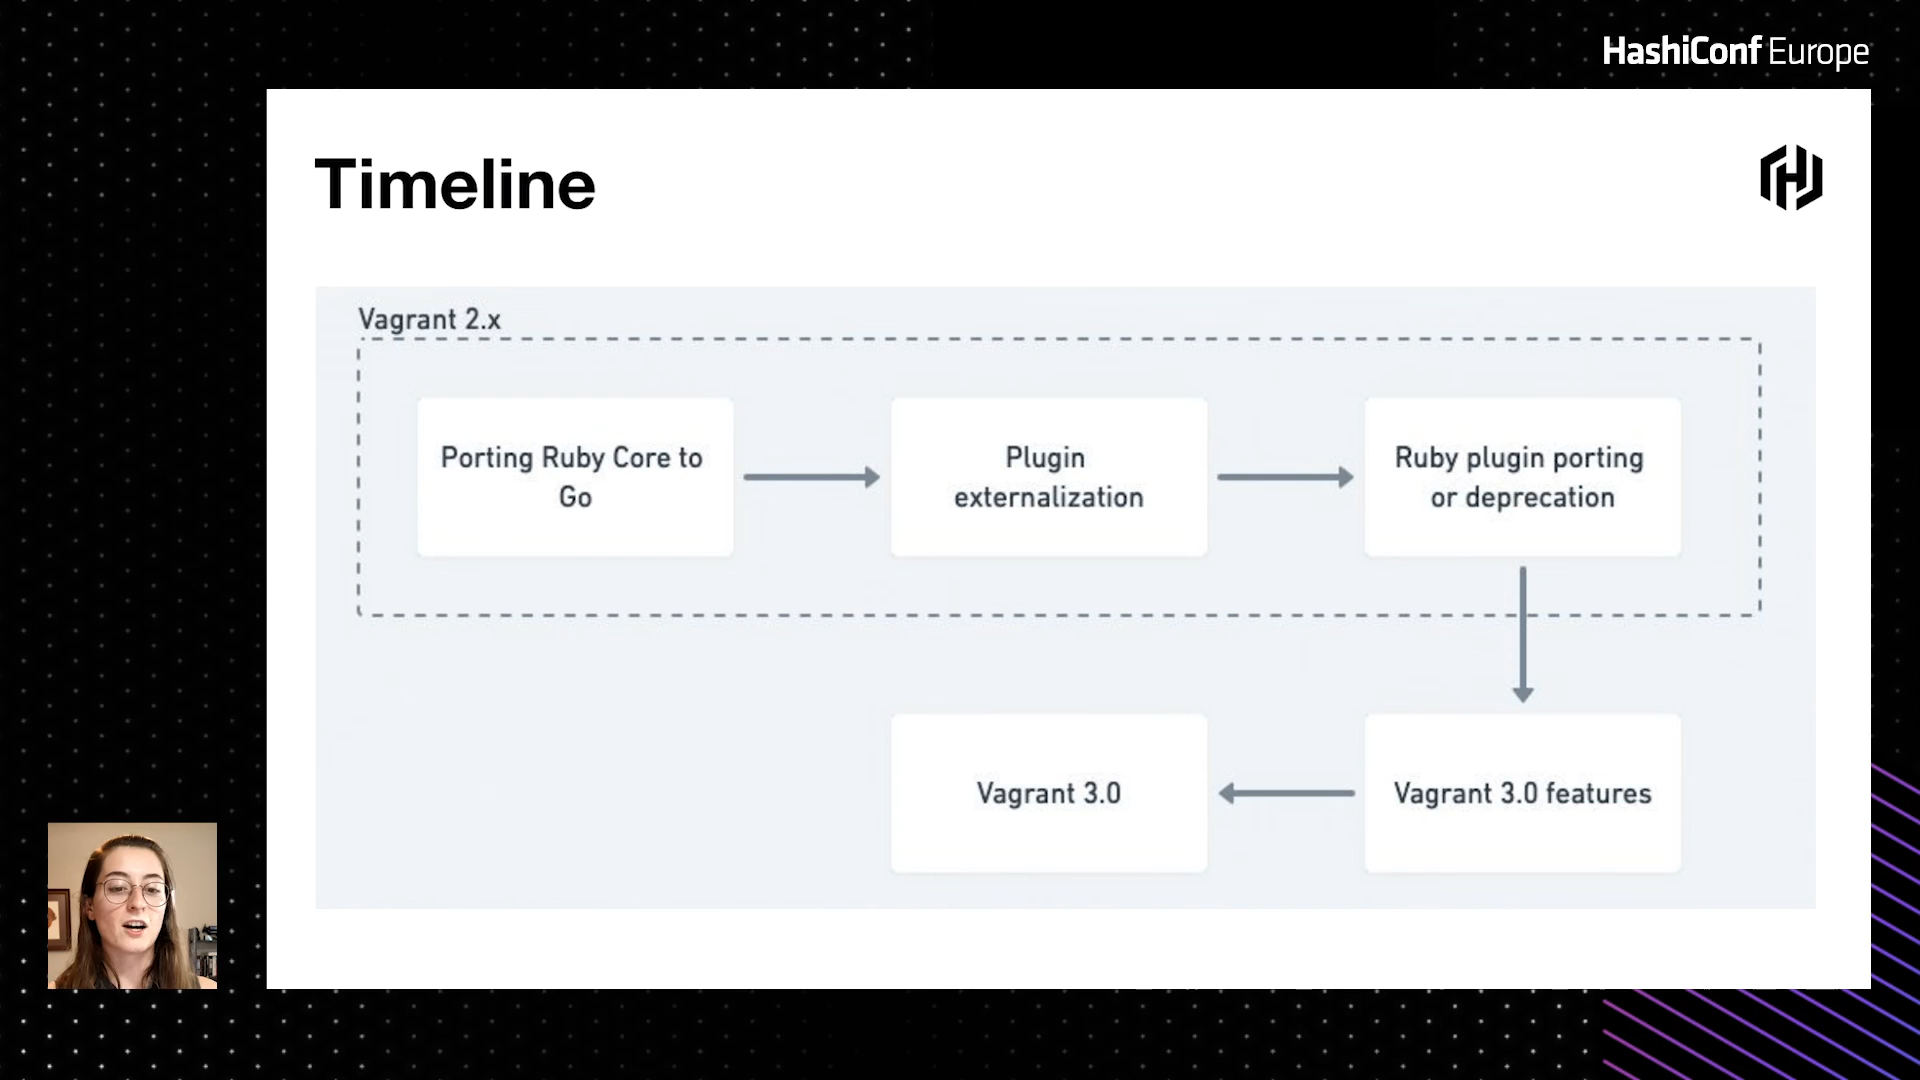 HashiConf Europe
Timeline
Vagrant 2.x
Porting Ruby Core to
Go
Plugin
externalization
Ruby plugin porting
or deprecation
Vagrant 3.0
Vagrant 3.0 features